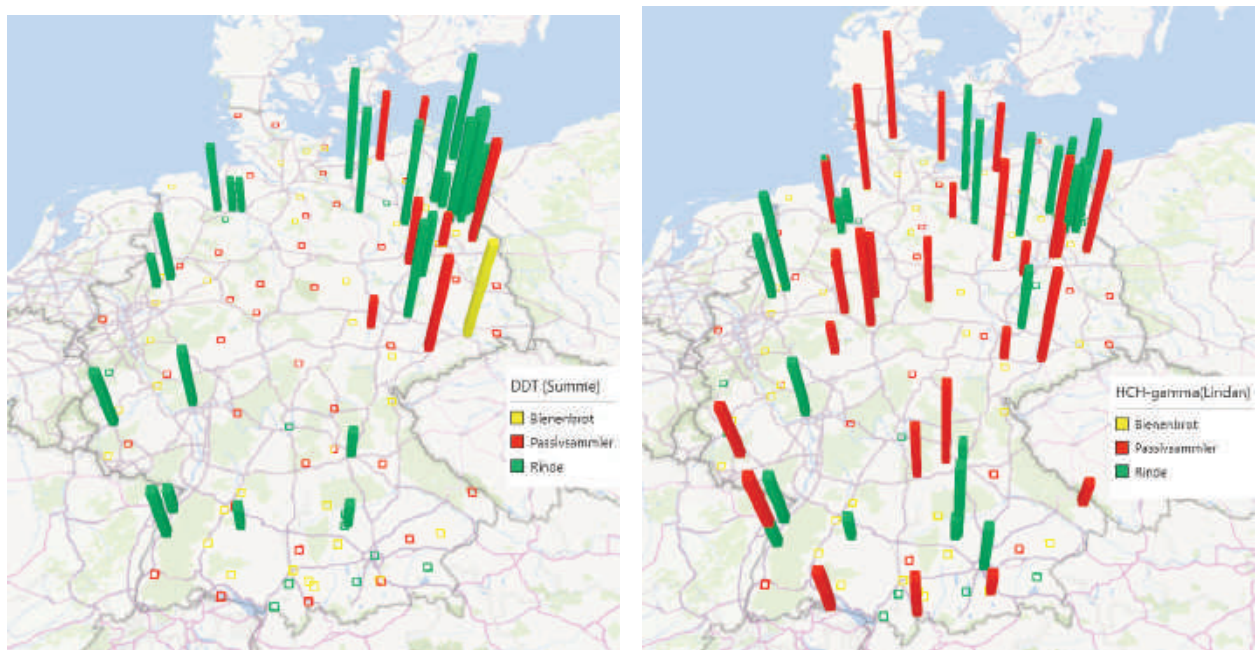 DDT (Summe)
Bienenbrot
Passivsammler
Rinde
HCH-gamma(Lindan)
Bienenbrot
Passivsammler
Rinde